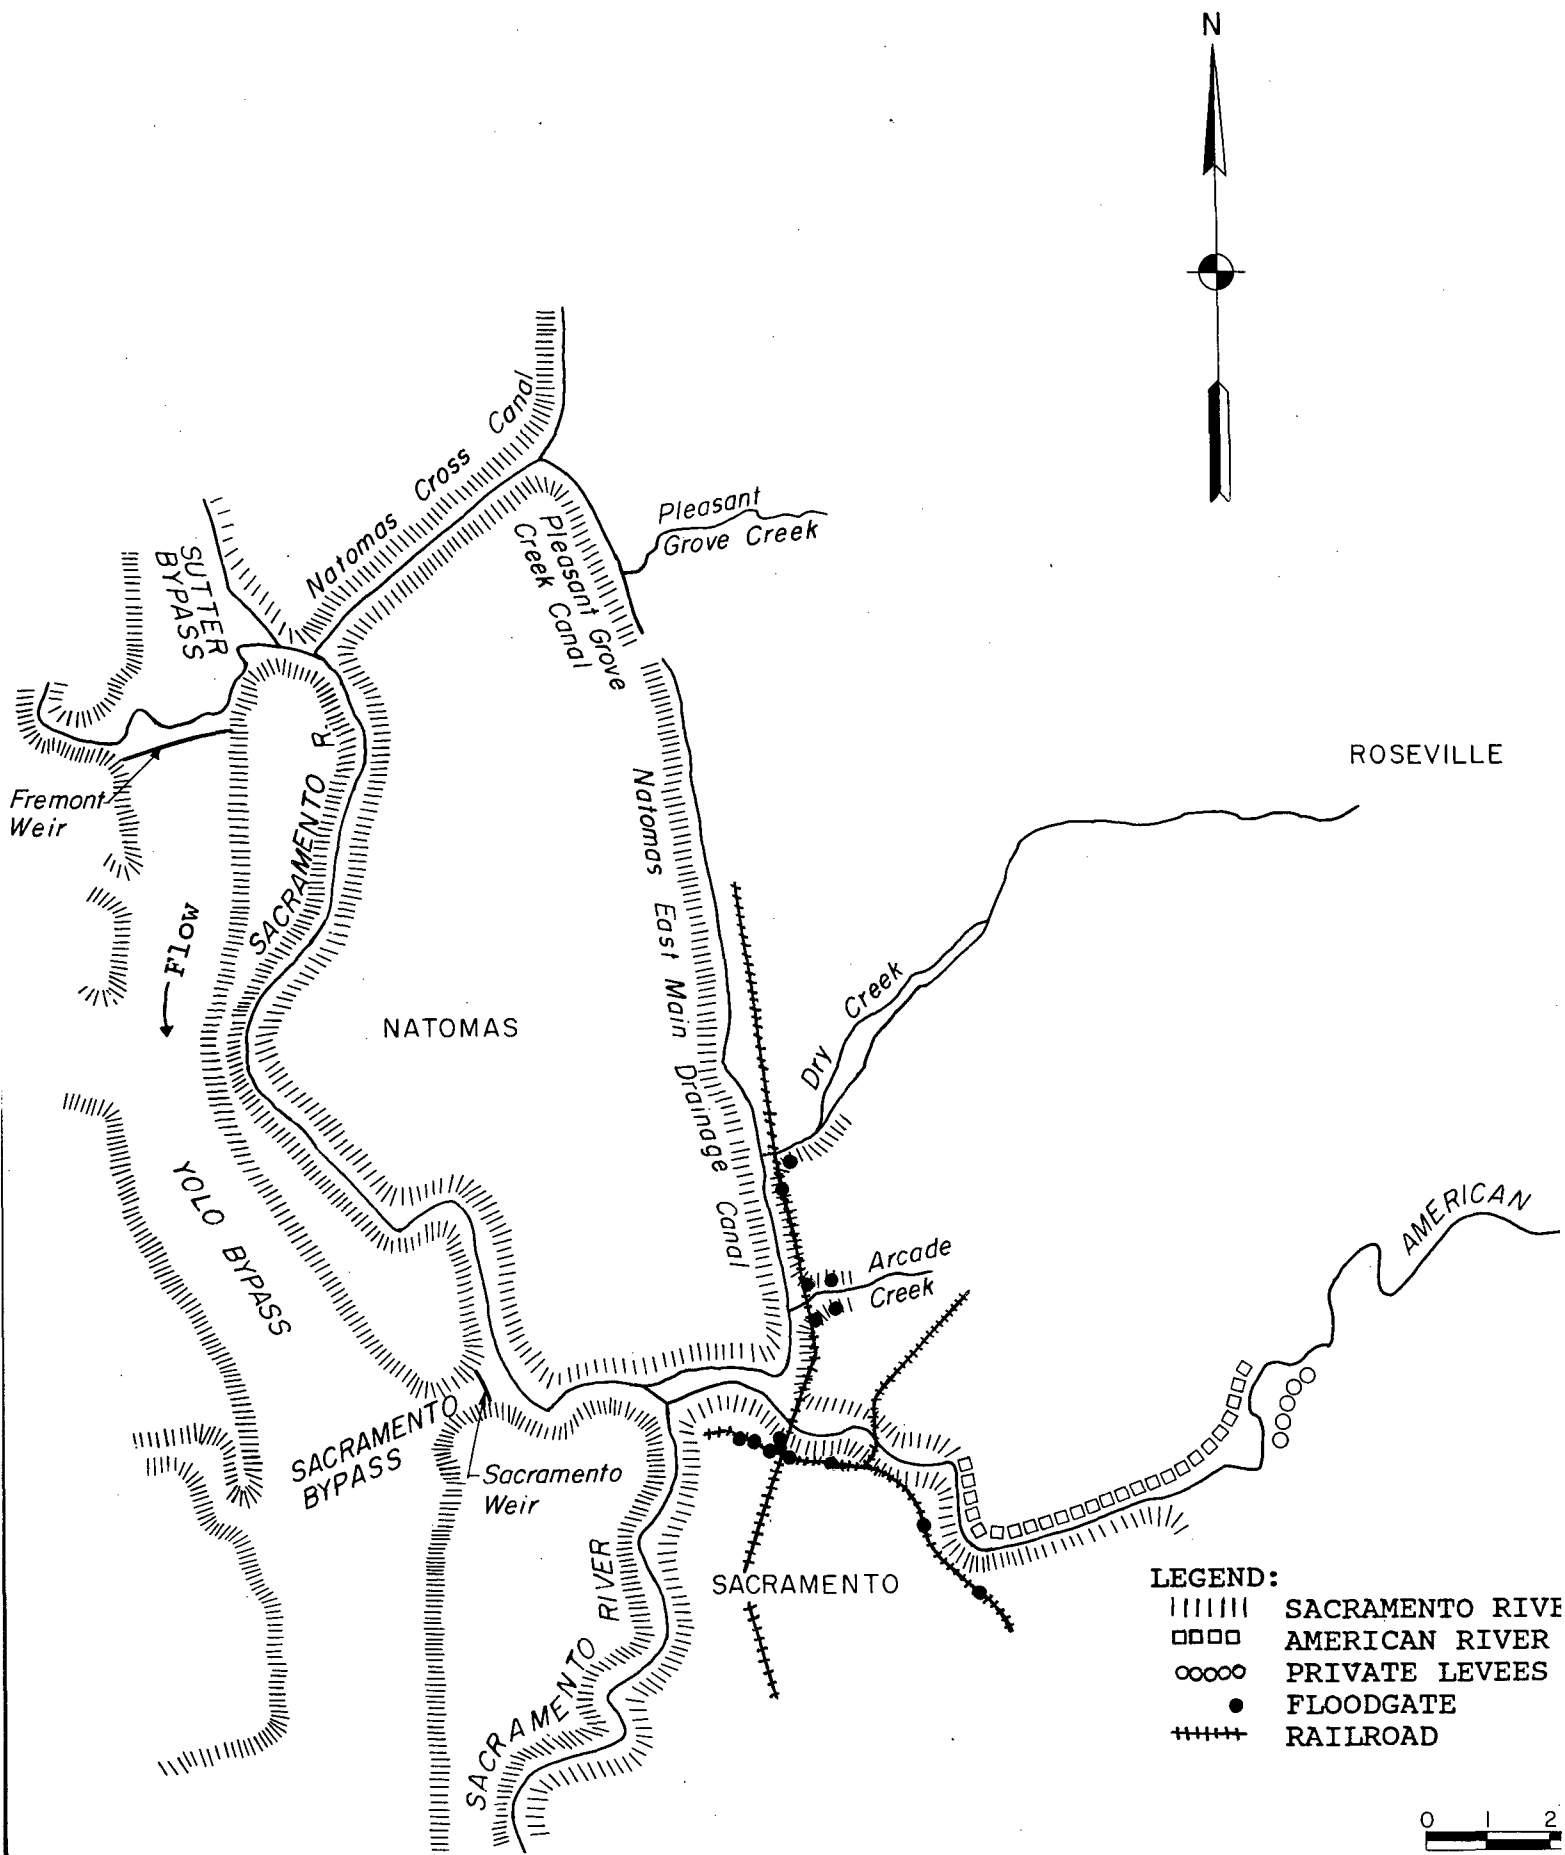 N
Natomas Cross Canal
Pleasant
Grove Creek
Pleasant Grove
Creek Canal
SUTTER
BYPASS
SACRAMENTO R.
Fremont
Weir
ROSEVILLE
Natomas East Main Drainage Canal
Flow
NATOMAS
Dry Creek
YOLO BYPASS
AMERICAN
Arcade
Creek
SACRAMENTO
BYPASS
Sacramento
Weir
SACRAMENTO RIVER
SACRAMENTO
LEGEND:
SACRAMENTO RIVE
AMERICAN RIVER
PRIVATE LEVEES
FLOODGATE
RAILROAD
0 1 2